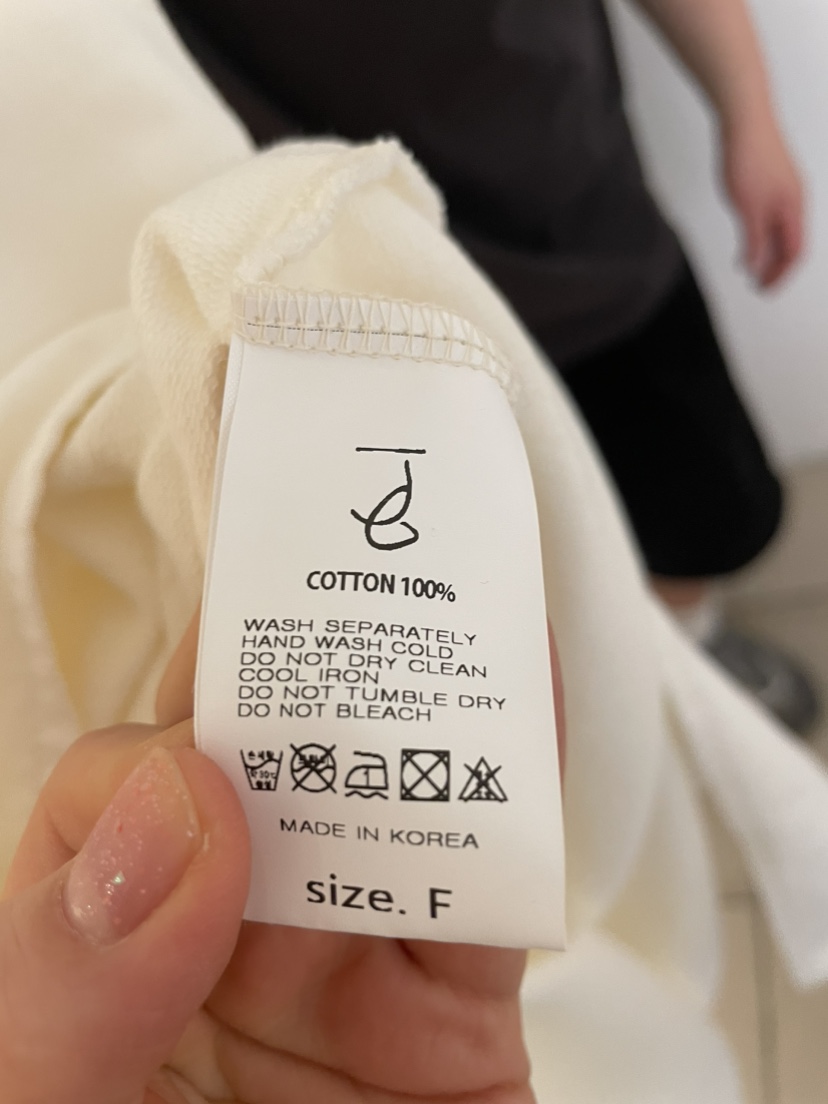 COTTON 100%
WASH SEPARATELY
HAND WASH COLD
DO NOT DRY CLEAN
COOL IRON
DO NOT TUMBLE DRY
DO NOT BLEACH
MADE IN KOREA
size. F